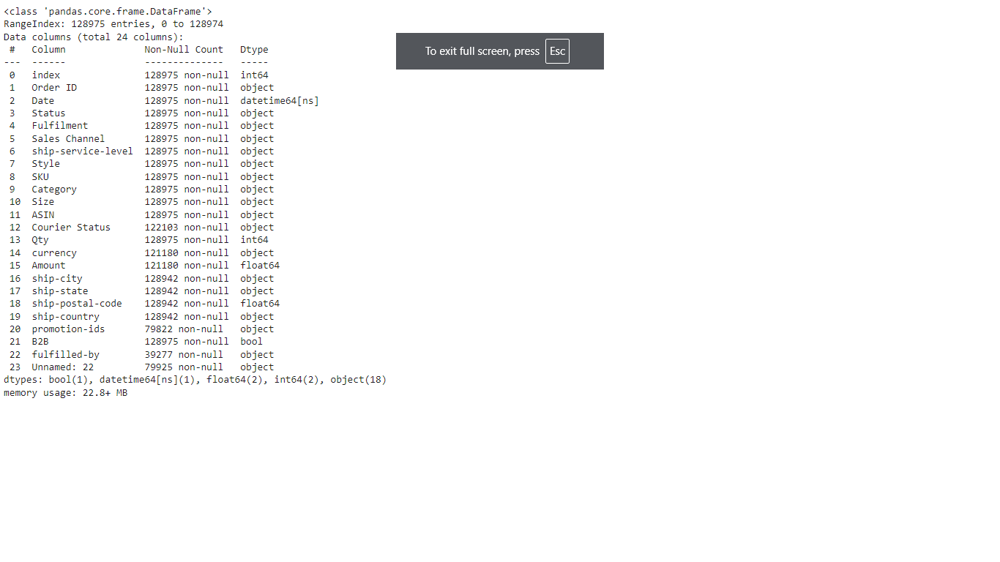 <class 'pandas.core.frame.DataFrame'>
RangeIndex: 128975 entries, 0 to 128974
Data columns (total 24 columns):
 #   Column              Non-Null Count   Dtype
---  ------              --------------   -----
 0   index               128975 non-null  int64
 1   Order ID            128975 non-null  object
 2   Date                128975 non-null  datetime64[ns]
 3   Status              128975 non-null  object
 4   Fulfilment          128975 non-null  object
 5   Sales Channel       128975 non-null  object
 6   ship-service-level  128975 non-null  object
 7   Style               128975 non-null  object
 8   SKU                 128975 non-null  object
 9   Category            128975 non-null  object
 10  Size                128975 non-null  object
 11  ASIN                128975 non-null  object
 12  Courier Status      122103 non-null  object
 13  Qty                 128975 non-null  int64
 14  currency            121180 non-null  object
 15  Amount              121180 non-null  float64
 16  ship-city           128942 non-null  object
 17  ship-state          128942 non-null  object
 18  ship-postal-code    128942 non-null  float64
 19  ship-country        128942 non-null  object
 20  promotion-ids       79822 non-null   object
 21  B2B                 128975 non-null  bool
 22  fulfilled-by        39277 non-null   object
 23  Unnamed: 22         79925 non-null   object
dtypes: bool(1), datetime64[ns](1), float64(2), int64(2), object(18)
memory usage: 22.8+ MB
To exit full screen, press Esc